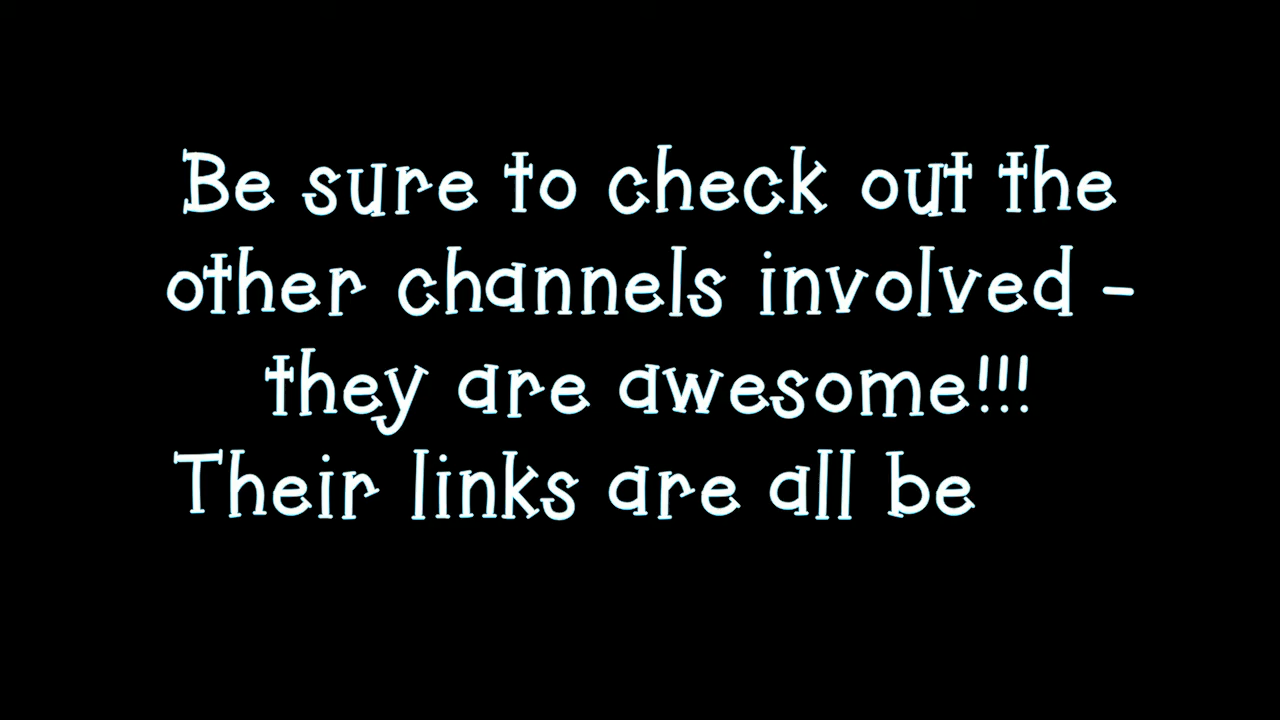 Be sure to check out the
other channels involved -
they are awesome!!!
Their links are all be